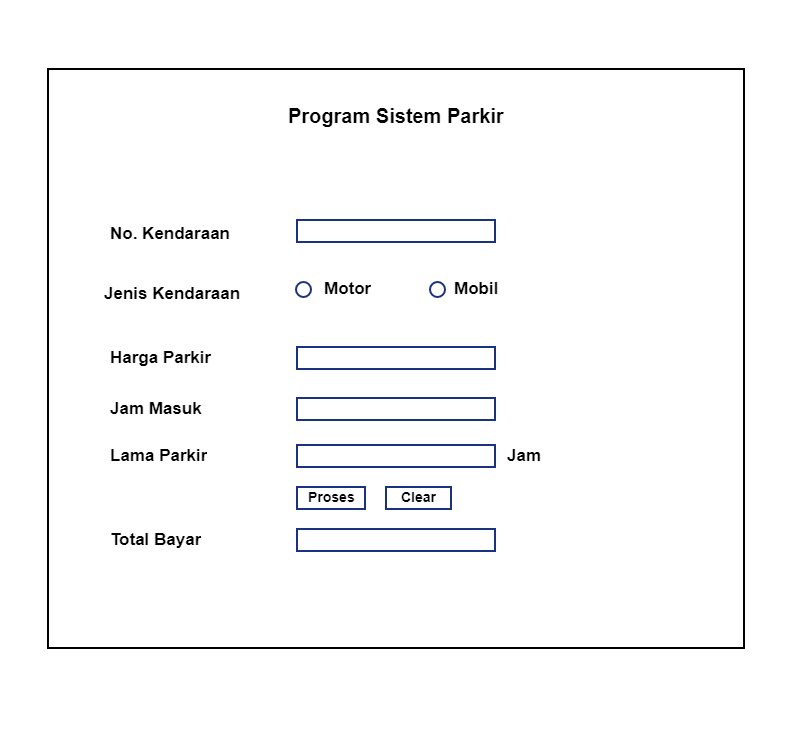 Program Sistem Parkir
No. Kendaraan
Jenis Kendaraan Motor Mobil
Harga Parkir
Jam Masuk
Lama Parkir Jam
Proses Clear
Total Bayar